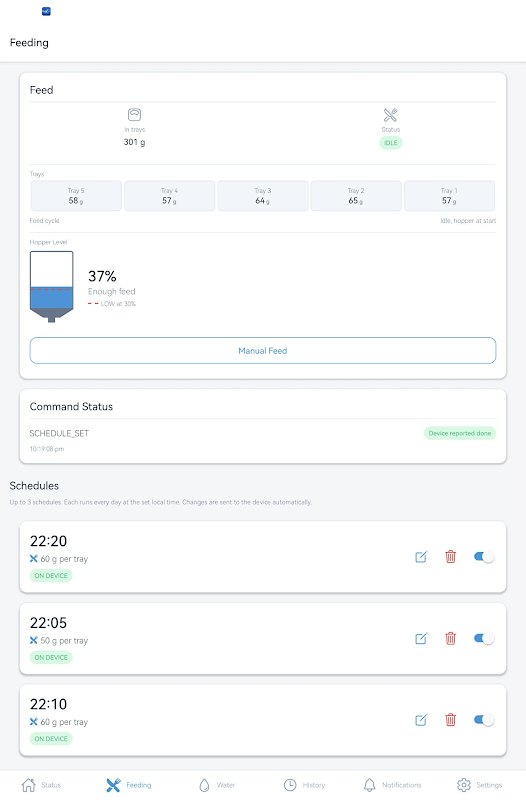 Feeding
Feed
In trays
301 g
Status
IDLE
Trays
Tray 5
58 g
Tray 4
57 g
Tray 3
64 g
Tray 2
65 g
Tray 1
57 g
Feed cycle
Idle, hopper at start
Hopper Level
37%
Enough feed
LOW at 30%
Manual Feed
Command Status
SCHEDULE_SET
Device reported done
10:19:08 pm
Schedules
Up to 3 schedules. Each runs every day at the set local time. Changes are sent to the device automatically.
22:20
60 g per tray
ON DEVICE
22:05
50 g per tray
ON DEVICE
22:10
60 g per tray
ON DEVICE
Status
Feeding
Water
History
Notifications
Settings